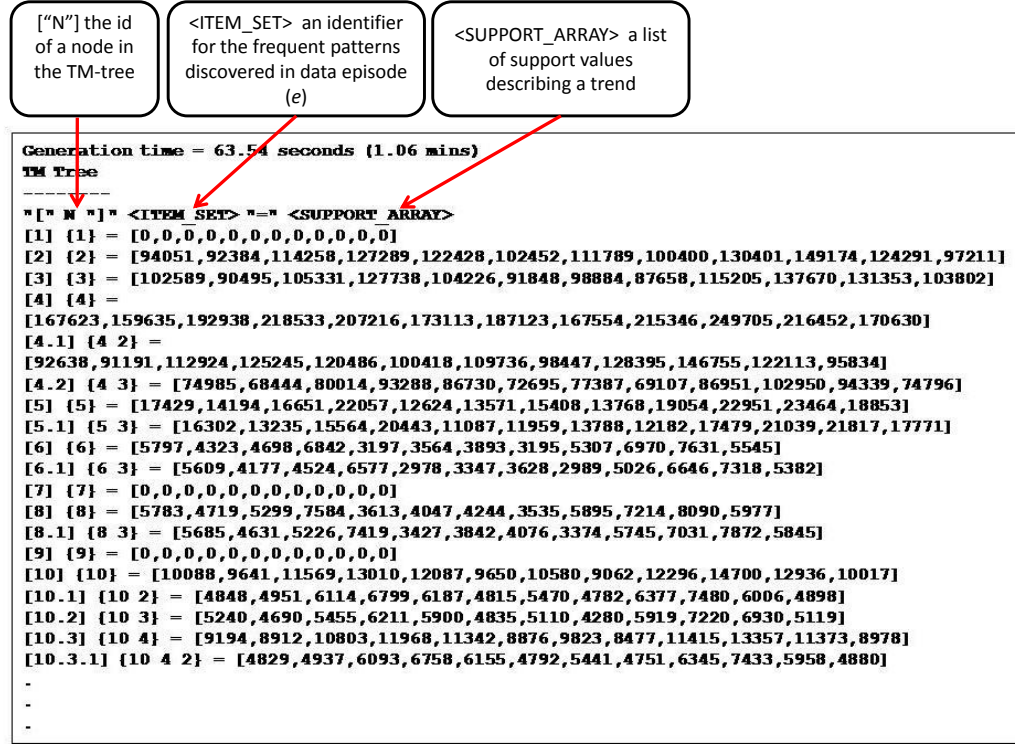 ["N"] the id
of a node in
the TM-tree
<ITEM_SET> an identifier
for the frequent patterns
discovered in data episode
(e)
<SUPPORT_ARRAY> a list
of support values
describing a trend
Generation time = 63.54 seconds (1.06 mins)
TM Tree
--------
"[" N "]" <ITEM_SET> "=" <SUPPORT_ARRAY>
[1] {1} = [0,0,0,0,0,0,0,0,0,0,0,0]
[2] {2} = [94051,92384,114258,127289,122428,102452,111789,100400,130401,149174,124291,97211]
[3] {3} = [102589,90495,105331,127738,104226,91848,98884,87658,115205,137670,131353,103802]
[4] {4} =
[167623,159635,192938,218533,207216,173113,187123,167554,215346,249705,216452,170630]
[4.1] {4 2} =
[92638,91191,112924,125245,120486,100418,109736,98447,128395,146755,122113,95834]
[4.2] {4 3} = [74985,68444,80014,93288,86730,72695,77387,69107,86951,102950,94339,74796]
[5] {5} = [17429,14194,16651,22057,12624,13571,15408,13768,19054,22951,23464,18853]
[5.1] {5 3} = [16302,13235,15564,20443,11087,11959,13788,12182,17479,21039,21817,17771]
[6] {6} = [5797,4323,4698,6842,3197,3564,3893,3195,5307,6970,7631,5545]
[6.1] {6 3} = [5609,4177,4524,6577,2978,3347,3628,2989,5026,6646,7318,5382]
[7] {7} = [0,0,0,0,0,0,0,0,0,0,0,0]
[8] {8} = [5783,4719,5299,7584,3613,4047,4244,3535,5895,7214,8090,5977]
[8.1] {8 3} = [5685,4631,5226,7419,3427,3842,4076,3374,5745,7031,7872,5845]
[9] {9} = [0,0,0,0,0,0,0,0,0,0,0,0]
[10] {10} = [10088,9641,11569,13010,12087,9650,10580,9062,12296,14700,12936,10017]
[10.1] {10 2} = [4848,4951,6114,6799,6187,4815,5470,4782,6377,7480,6006,4898]
[10.2] {10 3} = [5240,4690,5455,6211,5900,4835,5110,4280,5919,7220,6930,5119]
[10.3] {10 4} = [9194,8912,10803,11968,11342,8876,9823,8477,11415,13357,11373,8978]
[10.3.1] {10 4 2} = [4829,4937,6093,6758,6155,4792,5441,4751,6345,7433,5958,4880]
-
-
-